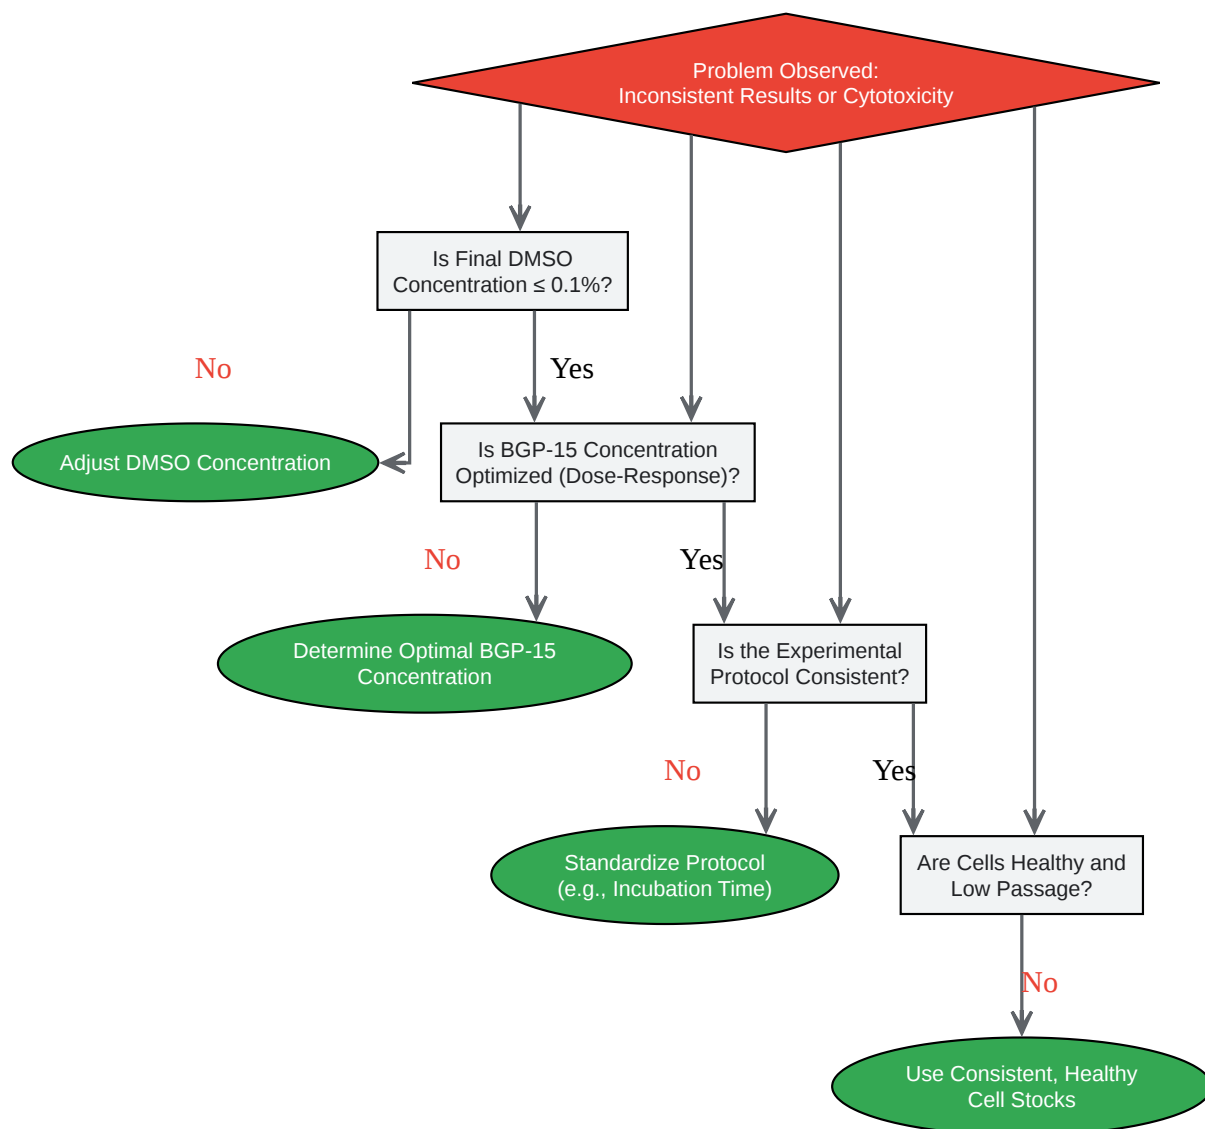 Problem Observed:
Inconsistent Results or Cytotoxicity
Is Final DMSO
Concentration ≤ 0.1%?
No
Yes
Adjust DMSO Concentration
Is BGP-15 Concentration
Optimized (Dose-Response)?
No
Yes
Determine Optimal BGP-15
Concentration
Is the Experimental
Protocol Consistent?
No
Yes
Standardize Protocol
(e.g., Incubation Time)
Are Cells Healthy and
Low Passage?
No
Use Consistent, Healthy
Cell Stocks